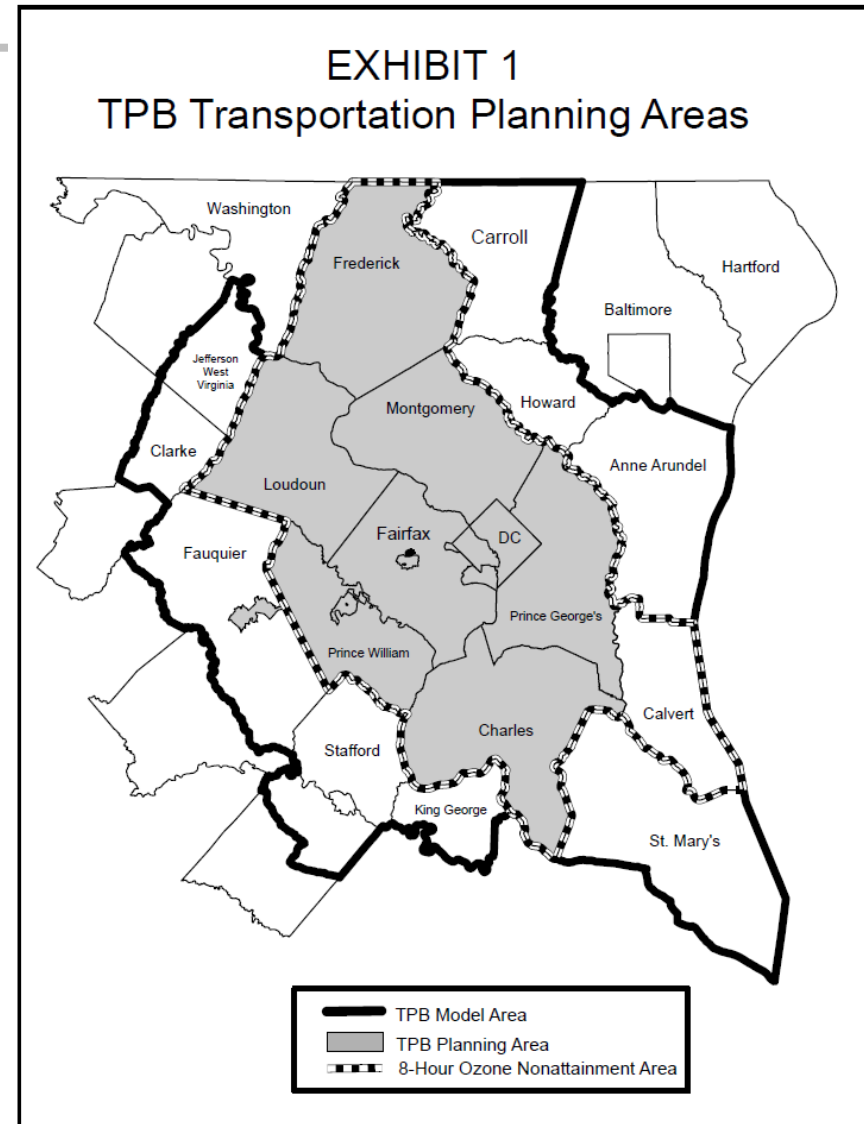 EXHIBIT 1
TPB Transportation Planning Areas
Washington
Carroll
Hartford
Frederick
Baltimore
Jefferson
West
Virginia
Howard
Montgomery
Clarke
Anne Arundel
Loudoun
Fairfax
DC
Fauquier
Prince George's
Prince William
Calvert
Charles
Stafford
King George
St. Mary's
TPB Model Area
TPB Planning Area
8-Hour Ozone Nonattainment Area